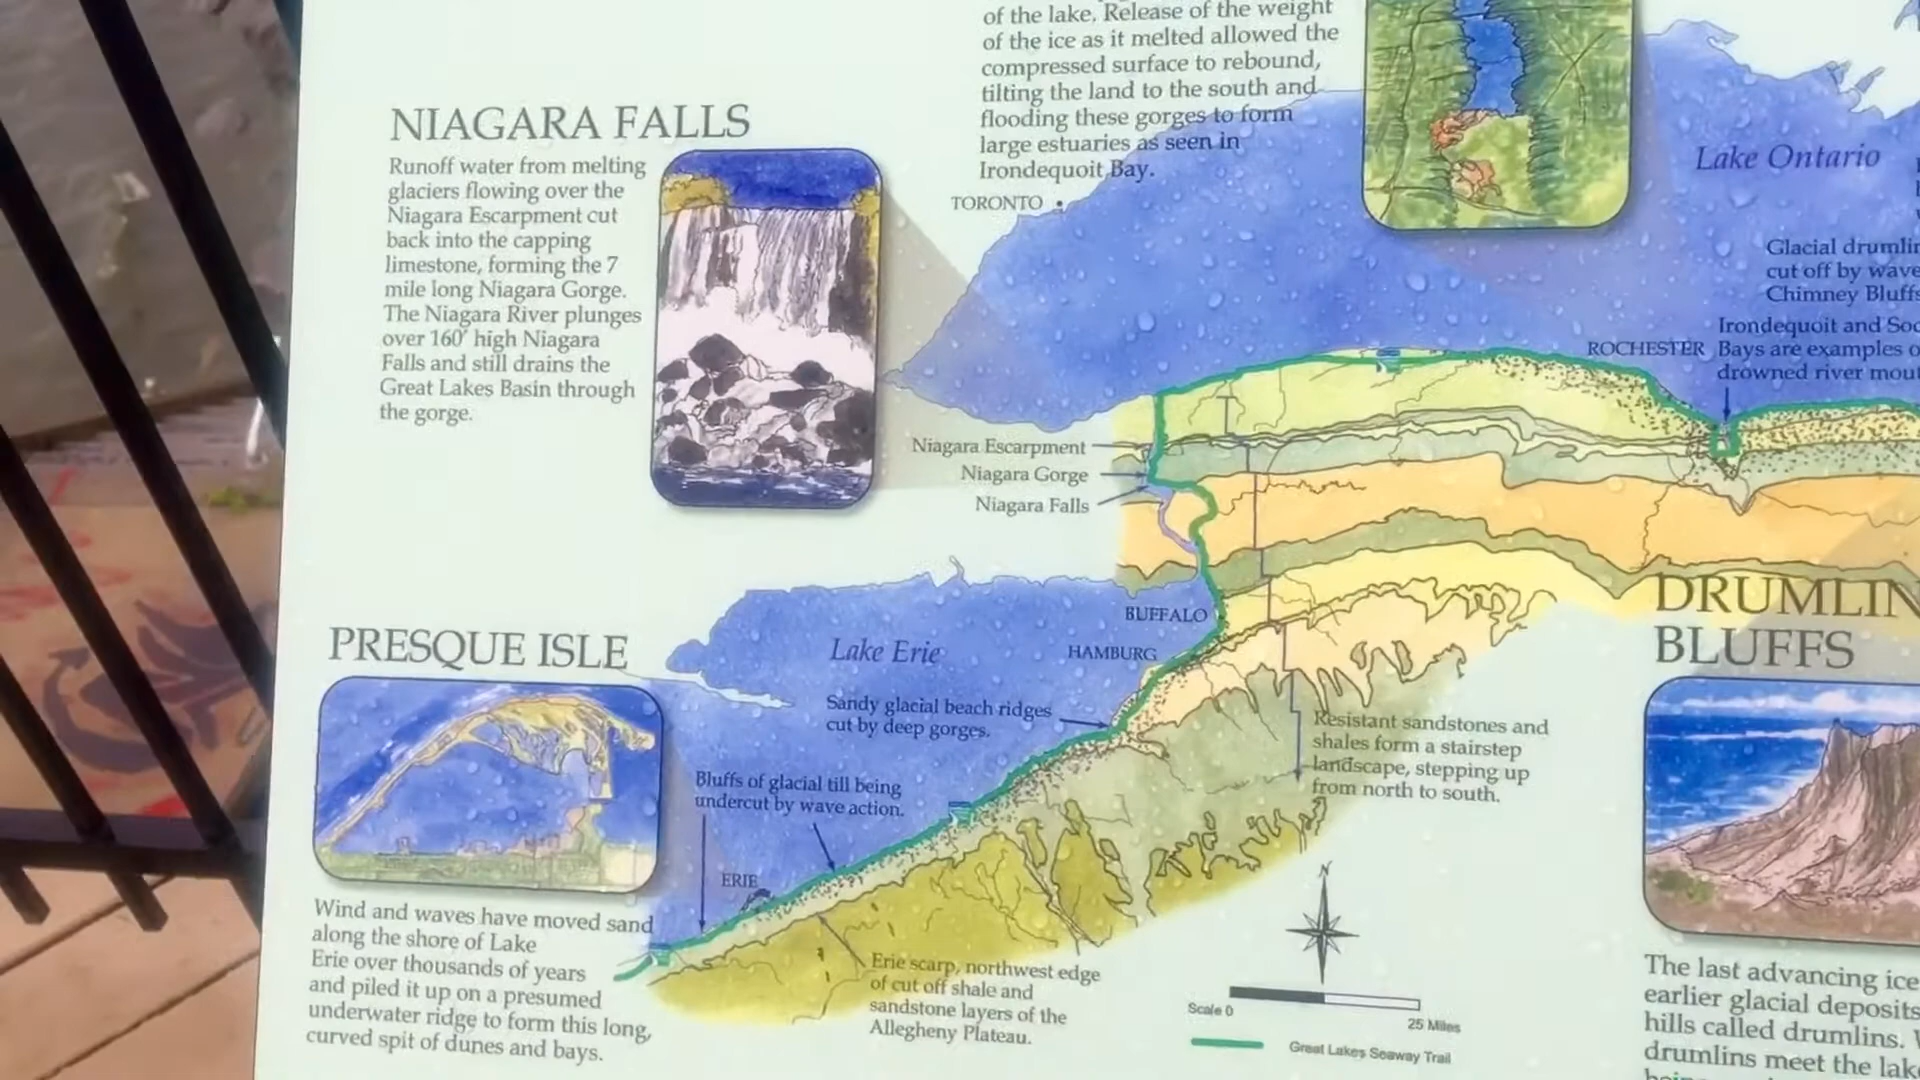 of the lake. Release of the weight
of the ice as it melted allowed the
compressed surface to rebound,
tilting the land to the south and
flooding these gorges to form
large estuaries as seen in
Irondequoit Bay.
NIAGARA FALLS
Runoff water from melting
glaciers flowing over the
Niagara Escarpment cut
back into the capping
limestone, forming the 7
mile long Niagara Gorge.
The Niagara River plunges
over 160' high Niagara
Falls and still drains the
Great Lakes Basin through
the gorge.
TORONTO
Lake Ontario
Glacial
cut off by
Chimney
Irondequoit and
Bays are examples
drowned river
ROCHESTER
Niagara Escarpment
Niagara Gorge
Niagara Falls
BUFFALO
HAMBURG
Lake Erie
Sandy glacial beach ridges
cut by deep gorges.
Bluffs of glacial till being
undercut by wave action.
ERIE
PRESQUE ISLE
Wind and waves have moved sand
along the shore of Lake
Erie over thousands of years
and piled it up on a presumed
underwater ridge to form this long,
curved spit of dunes and bays.
Erie scarp, northwest edge
of cut off shale and
sandstone layers of the
Allegheny Plateau.
Resistant sandstones and
shales form a stairstep
landscape, stepping up
from north to south.
N
Scale 0
25 Miles
Great Lakes Seaway Trail
DRUMLIN
BLUFFS
The last advancing ice
earlier glacial deposits
hills called drumlins.
drumlins meet the